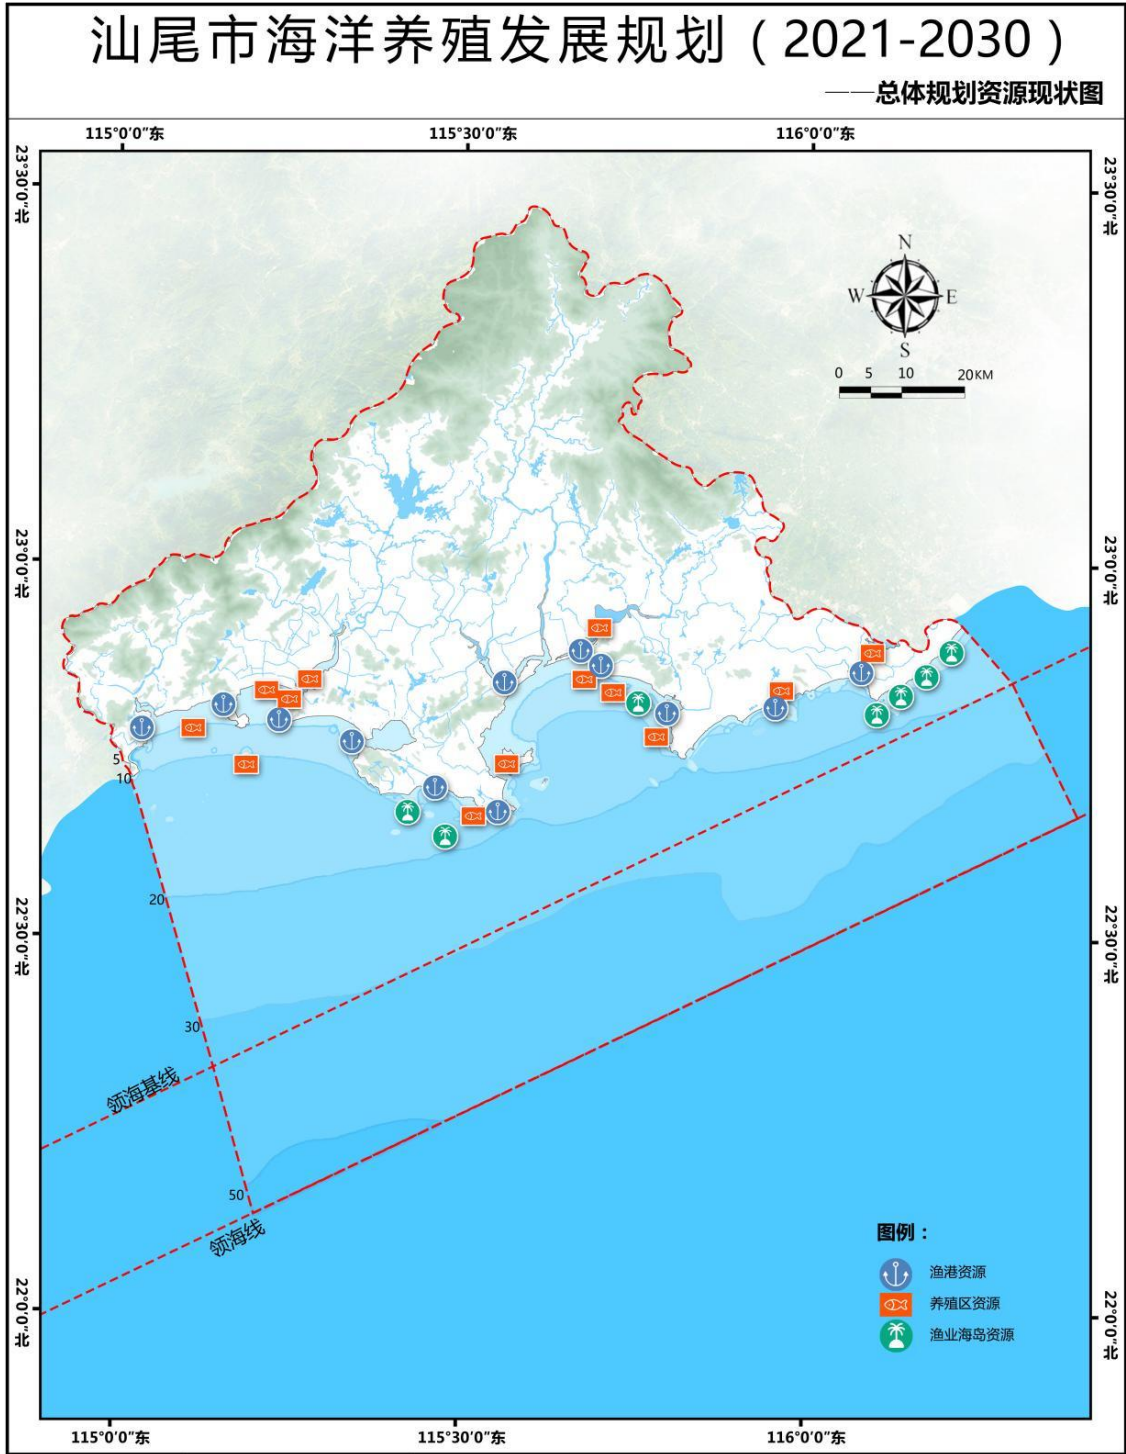 汕尾市海洋养殖发展规划（2021-2030）
——总体规划资源现状图
115°0'0"东
115°30'0"东
116°0'0"东
23°30'0"北
23°30'0"北
N
W
E
S
0 5 10 20KM
23°0'0"北
23°0'0"北
5
10
20
22°30'0"北
22°30'0"北
30
领海基线
50
领海线
图例：
渔港资源
养殖区资源
渔业海岛资源
22°0'0"北
22°0'0"北
115°0'0"东
115°30'0"东
116°0'0"东